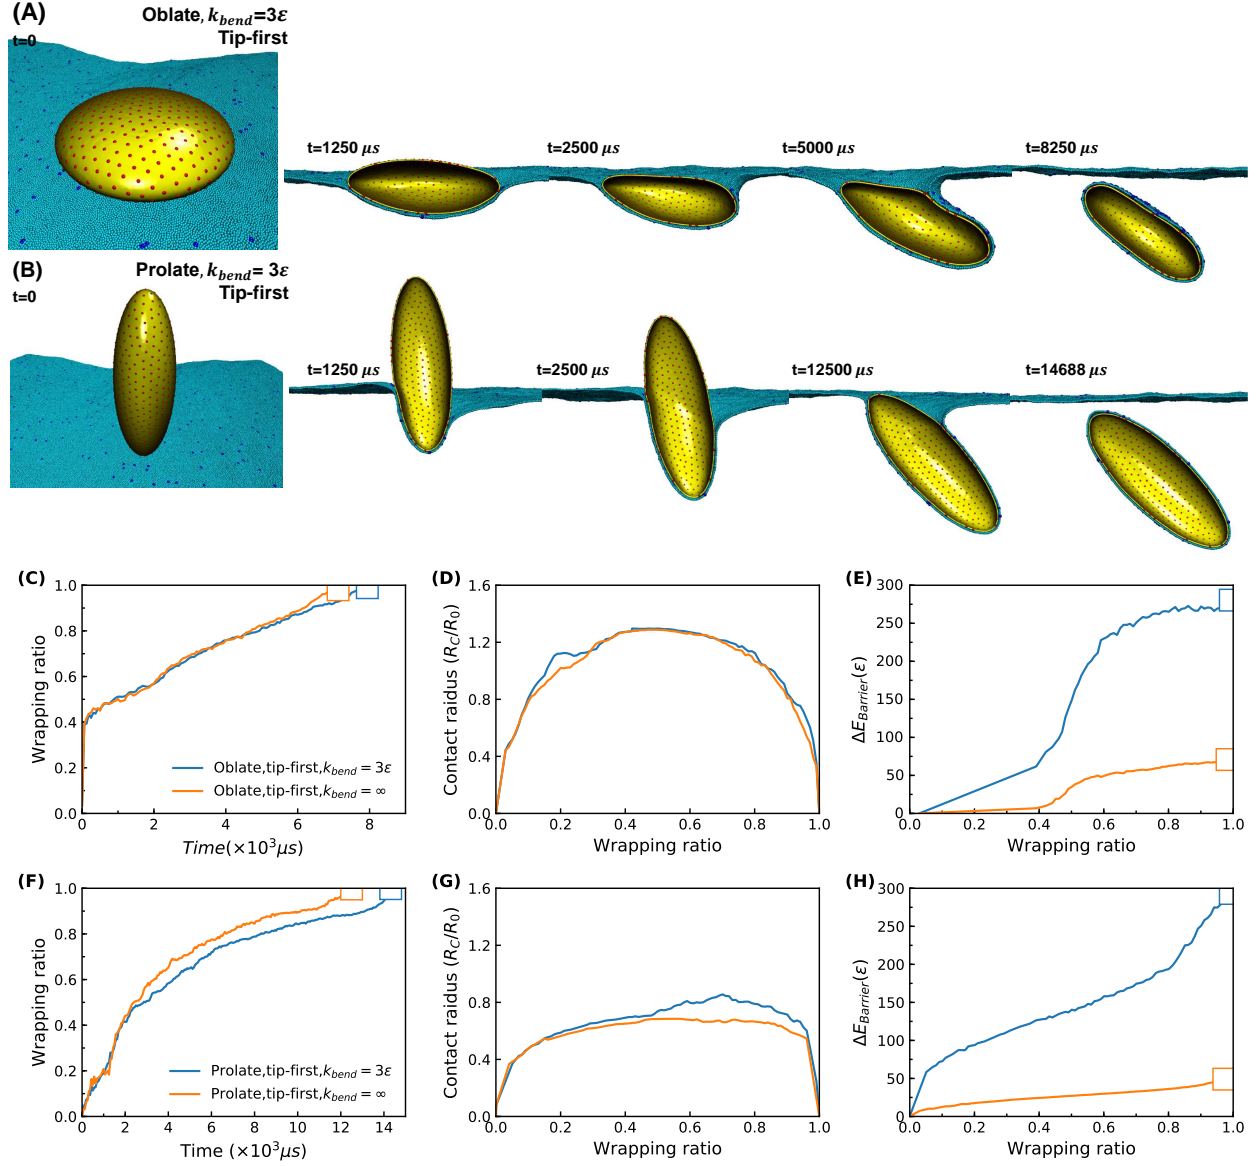 (A)
Oblate, k_bend=3ε
Tip-first
t=0
t=1250 μs
t=2500 μs
t=5000 μs
t=8250 μs
(B)
Prolate, k_bend= 3ε
Tip-first
t=0
t=1250 μs
t=2500 μs
t=12500 μs
t=14688 μs
(C)
1.0
0.8
0.6
0.4
0.2
0.0
Wrapping ratio
Oblate,tip-first,k_bend = 3ε
Oblate,tip-first,k_bend = ∞
0 2 4 6 8
Time(×10³μs)
(D)
1.6
1.2
0.8
0.4
0.0
Contact raidus (R_C/R_0)
0.0 0.2 0.4 0.6 0.8 1.0
Wrapping ratio
(E)
300
250
200
150
100
50
0
ΔE_Barrier(ε)
0.0 0.2 0.4 0.6 0.8 1.0
Wrapping ratio
(F)
1.0
0.8
0.6
0.4
0.2
0.0
Wrapping ratio
Prolate,tip-first,k_bend = 3ε
Prolate,tip-first,k_bend = ∞
0 2 4 6 8 10 12 14
Time (×10³μs)
(G)
1.6
1.2
0.8
0.4
0.0
Contact raidus (R_C/R_0)
0.0 0.2 0.4 0.6 0.8 1.0
Wrapping ratio
(H)
300
250
200
150
100
50
0
ΔE_Barrier(ε)
0.0 0.2 0.4 0.6 0.8 1.0
Wrapping ratio